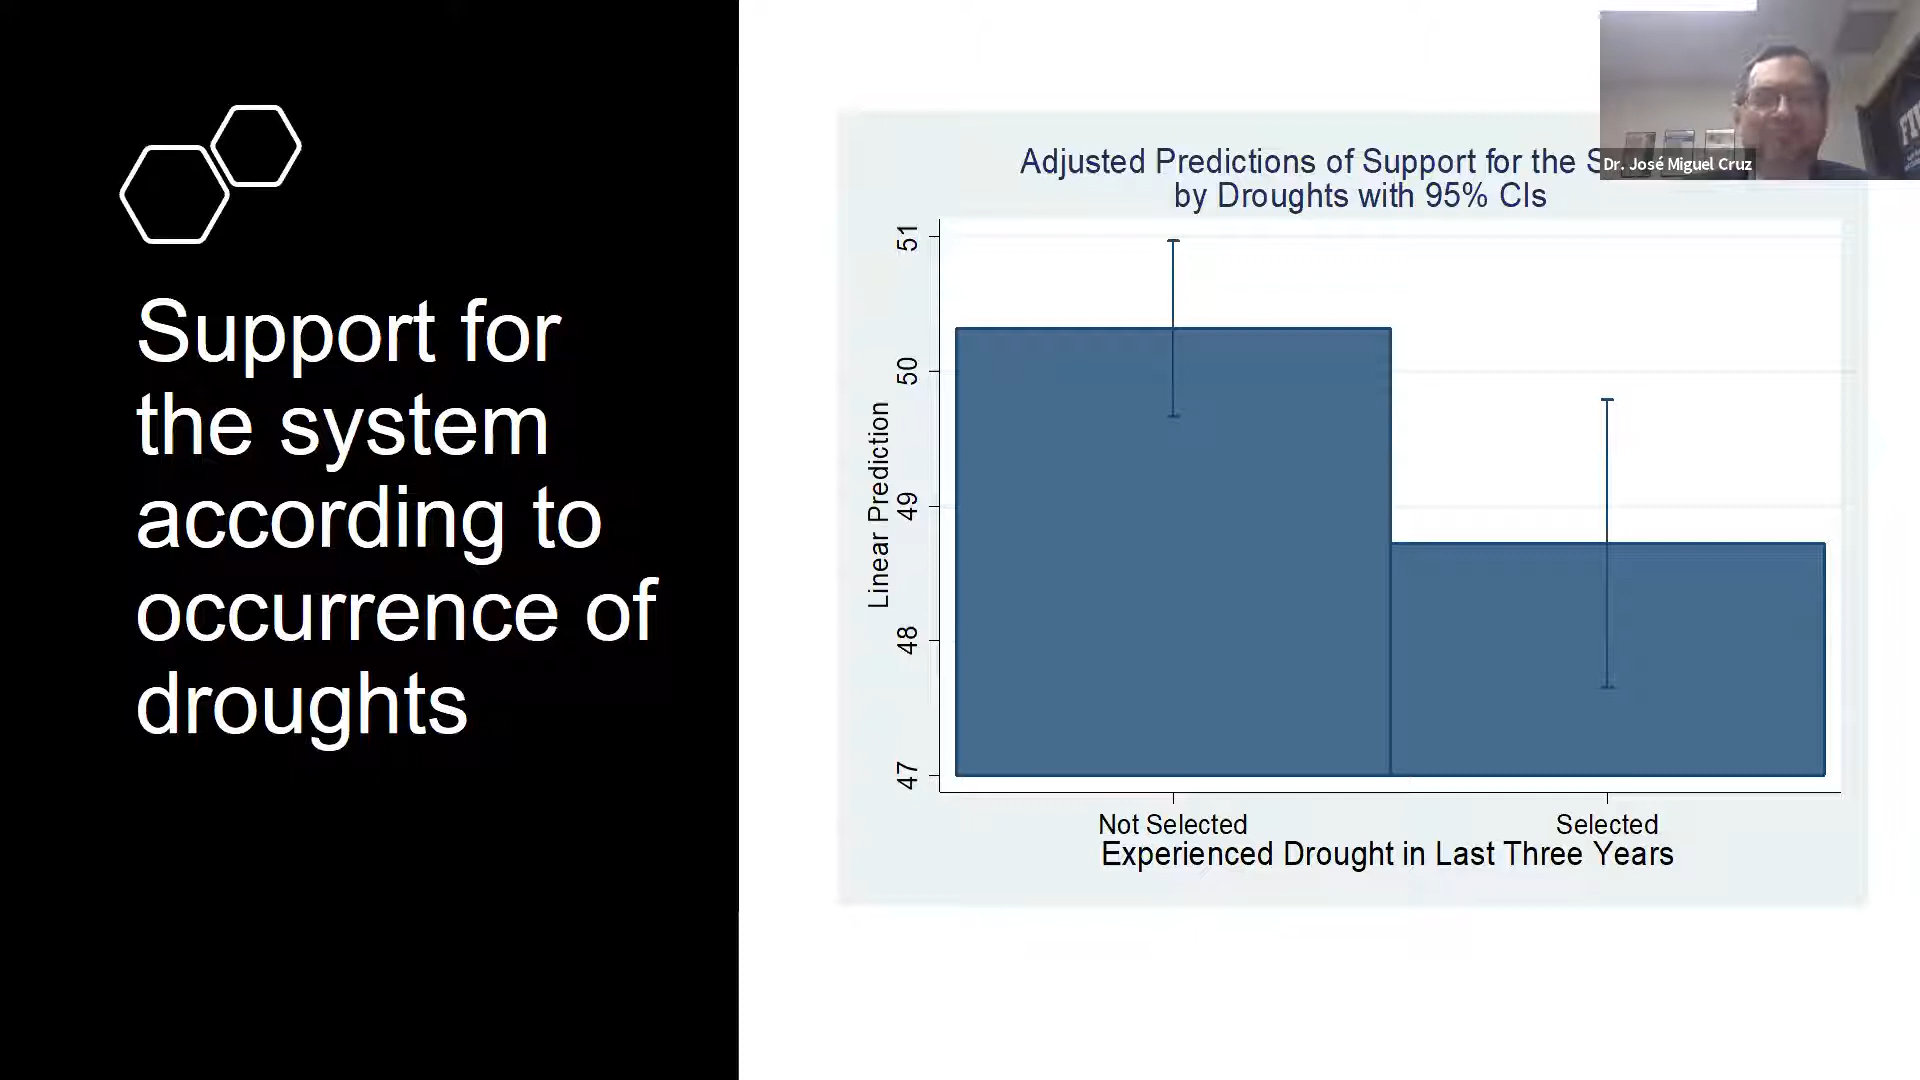 Support for
the system
according to
occurrence of
droughts
Adjusted Predictions of Support for the S
by Droughts with 95% CIs
Dr. José Miguel Cruz
51
50
49
48
47
Linear Prediction
Not Selected
Selected
Experienced Drought in Last Three Years